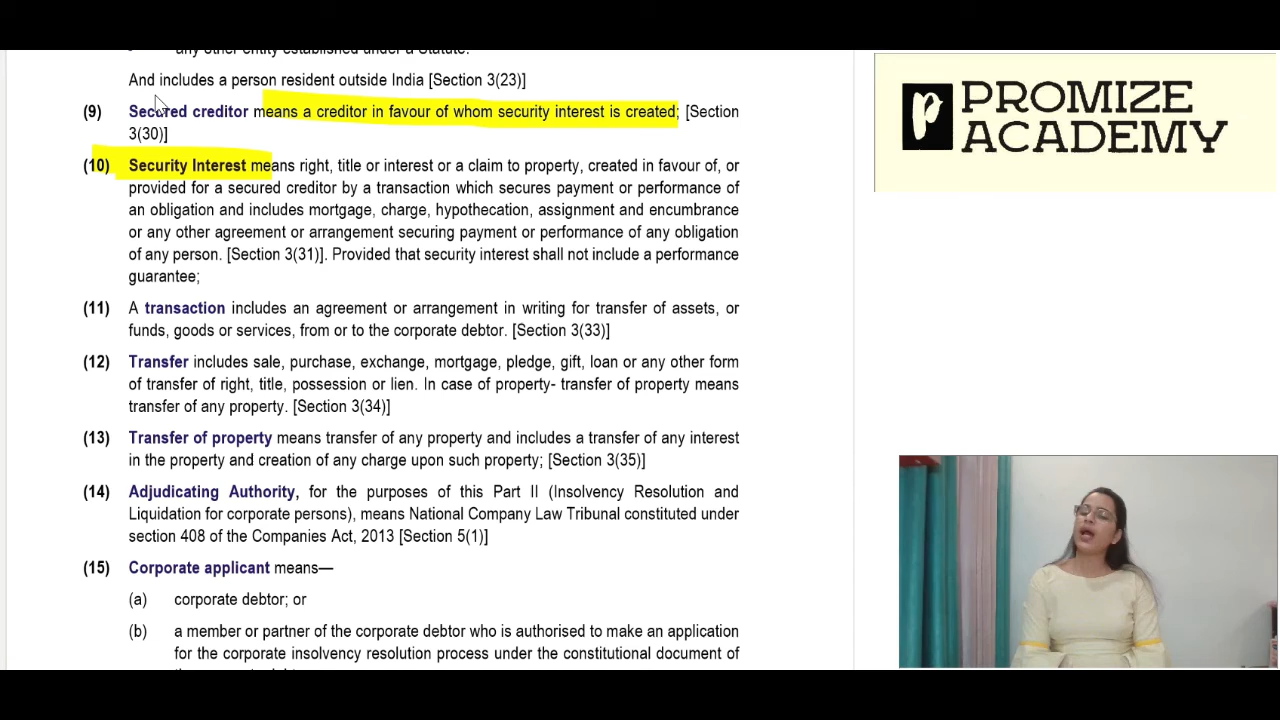 any other entity established under a Statute.
And includes a person resident outside India [Section 3(23)]
(9) Secured creditor means a creditor in favour of whom security interest is created; [Section
3(30)]
(10) Security Interest means right, title or interest or a claim to property, created in favour of, or
provided for a secured creditor by a transaction which secures payment or performance of
an obligation and includes mortgage, charge, hypothecation, assignment and encumbrance
or any other agreement or arrangement securing payment or performance of any obligation
of any person. [Section 3(31)]. Provided that security interest shall not include a performance
guarantee;
(11) A transaction includes an agreement or arrangement in writing for transfer of assets, or
funds, goods or services, from or to the corporate debtor. [Section 3(33)]
(12) Transfer includes sale, purchase, exchange, mortgage, pledge, gift, loan or any other form
of transfer of right, title, possession or lien. In case of property- transfer of property means
transfer of any property. [Section 3(34)]
(13) Transfer of property means transfer of any property and includes a transfer of any interest
in the property and creation of any charge upon such property; [Section 3(35)]
(14) Adjudicating Authority, for the purposes of this Part II (Insolvency Resolution and
Liquidation for corporate persons), means National Company Law Tribunal constituted under
section 408 of the Companies Act, 2013 [Section 5(1)]
(15) Corporate applicant means—
(a) corporate debtor; or
(b) a member or partner of the corporate debtor who is authorised to make an application
for the corporate insolvency resolution process under the constitutional document of
P
PROMIZE
ACADEMY